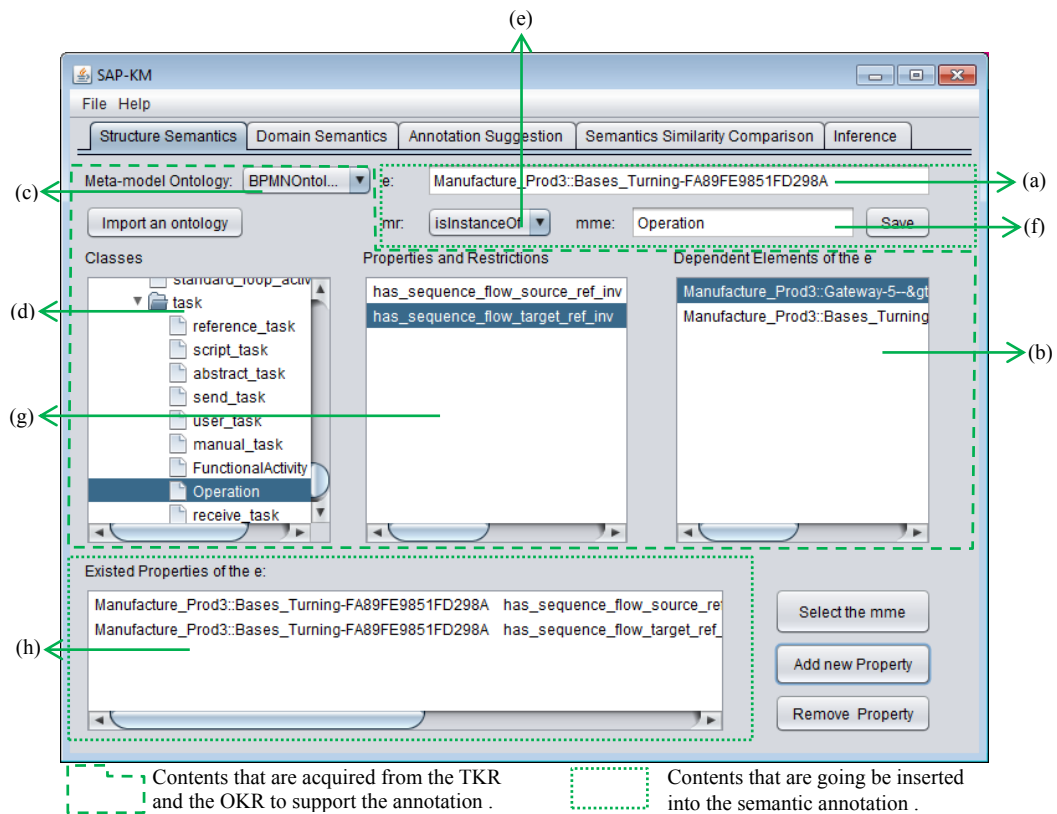 (e)
SAP-KM
File Help
Structure Semantics Domain Semantics Annotation Suggestion Semantics Similarity Comparison Inference
(c) Meta-model Ontology: BPMNOntol... e: Manufacture_Prod3::Bases_Turning-FA89FE9851FD298A (a)
Import an ontology mr: isInstanceOf mme: Operation Save (f)
Classes Properties and Restrictions Dependent Elements of the e
standard_loop_activ
task
reference_task
script_task
abstract_task
send_task
user_task
manual_task
FunctionalActivity
Operation
receive_task
(d)
(g)
has_sequence_flow_source_ref_inv
has_sequence_flow_target_ref_inv
Manufacture_Prod3::Gateway-5--&gt
Manufacture_Prod3::Bases_Turning
(b)
Existed Properties of the e:
Manufacture_Prod3::Bases_Turning-FA89FE9851FD298A has_sequence_flow_source_ref
Manufacture_Prod3::Bases_Turning-FA89FE9851FD298A has_sequence_flow_target_ref_
(h)
Select the mme
Add new Property
Remove Property
Contents that are acquired from the TKR
and the OKR to support the annotation .
Contents that are going be inserted
into the semantic annotation .